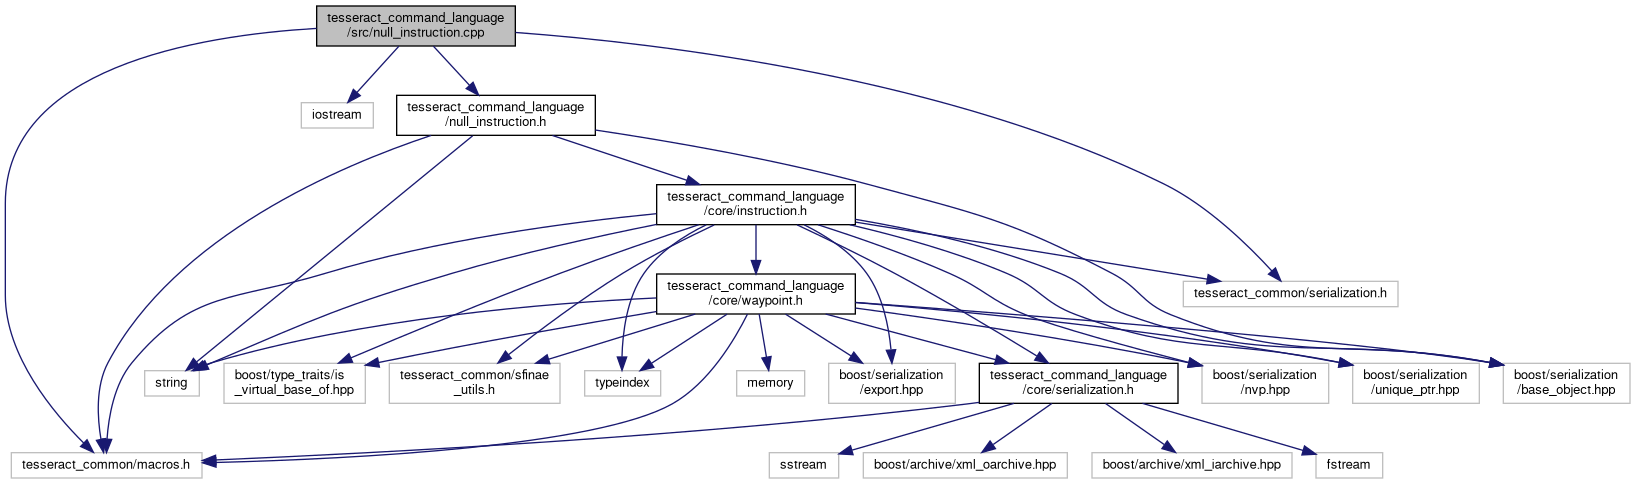 tesseract_command_language
/src/null_instruction.cpp
iostream
tesseract_command_language
/null_instruction.h
tesseract_command_language
/core/instruction.h
tesseract_command_language
/core/waypoint.h
tesseract_common/serialization.h
string
boost/type_traits/is
_virtual_base_of.hpp
tesseract_common/sfinae
_utils.h
typeindex
memory
boost/serialization
/export.hpp
tesseract_command_language
/core/serialization.h
boost/serialization
/nvp.hpp
boost/serialization
/unique_ptr.hpp
boost/serialization
/base_object.hpp
tesseract_common/macros.h
sstream
boost/archive/xml_oarchive.hpp
boost/archive/xml_iarchive.hpp
fstream